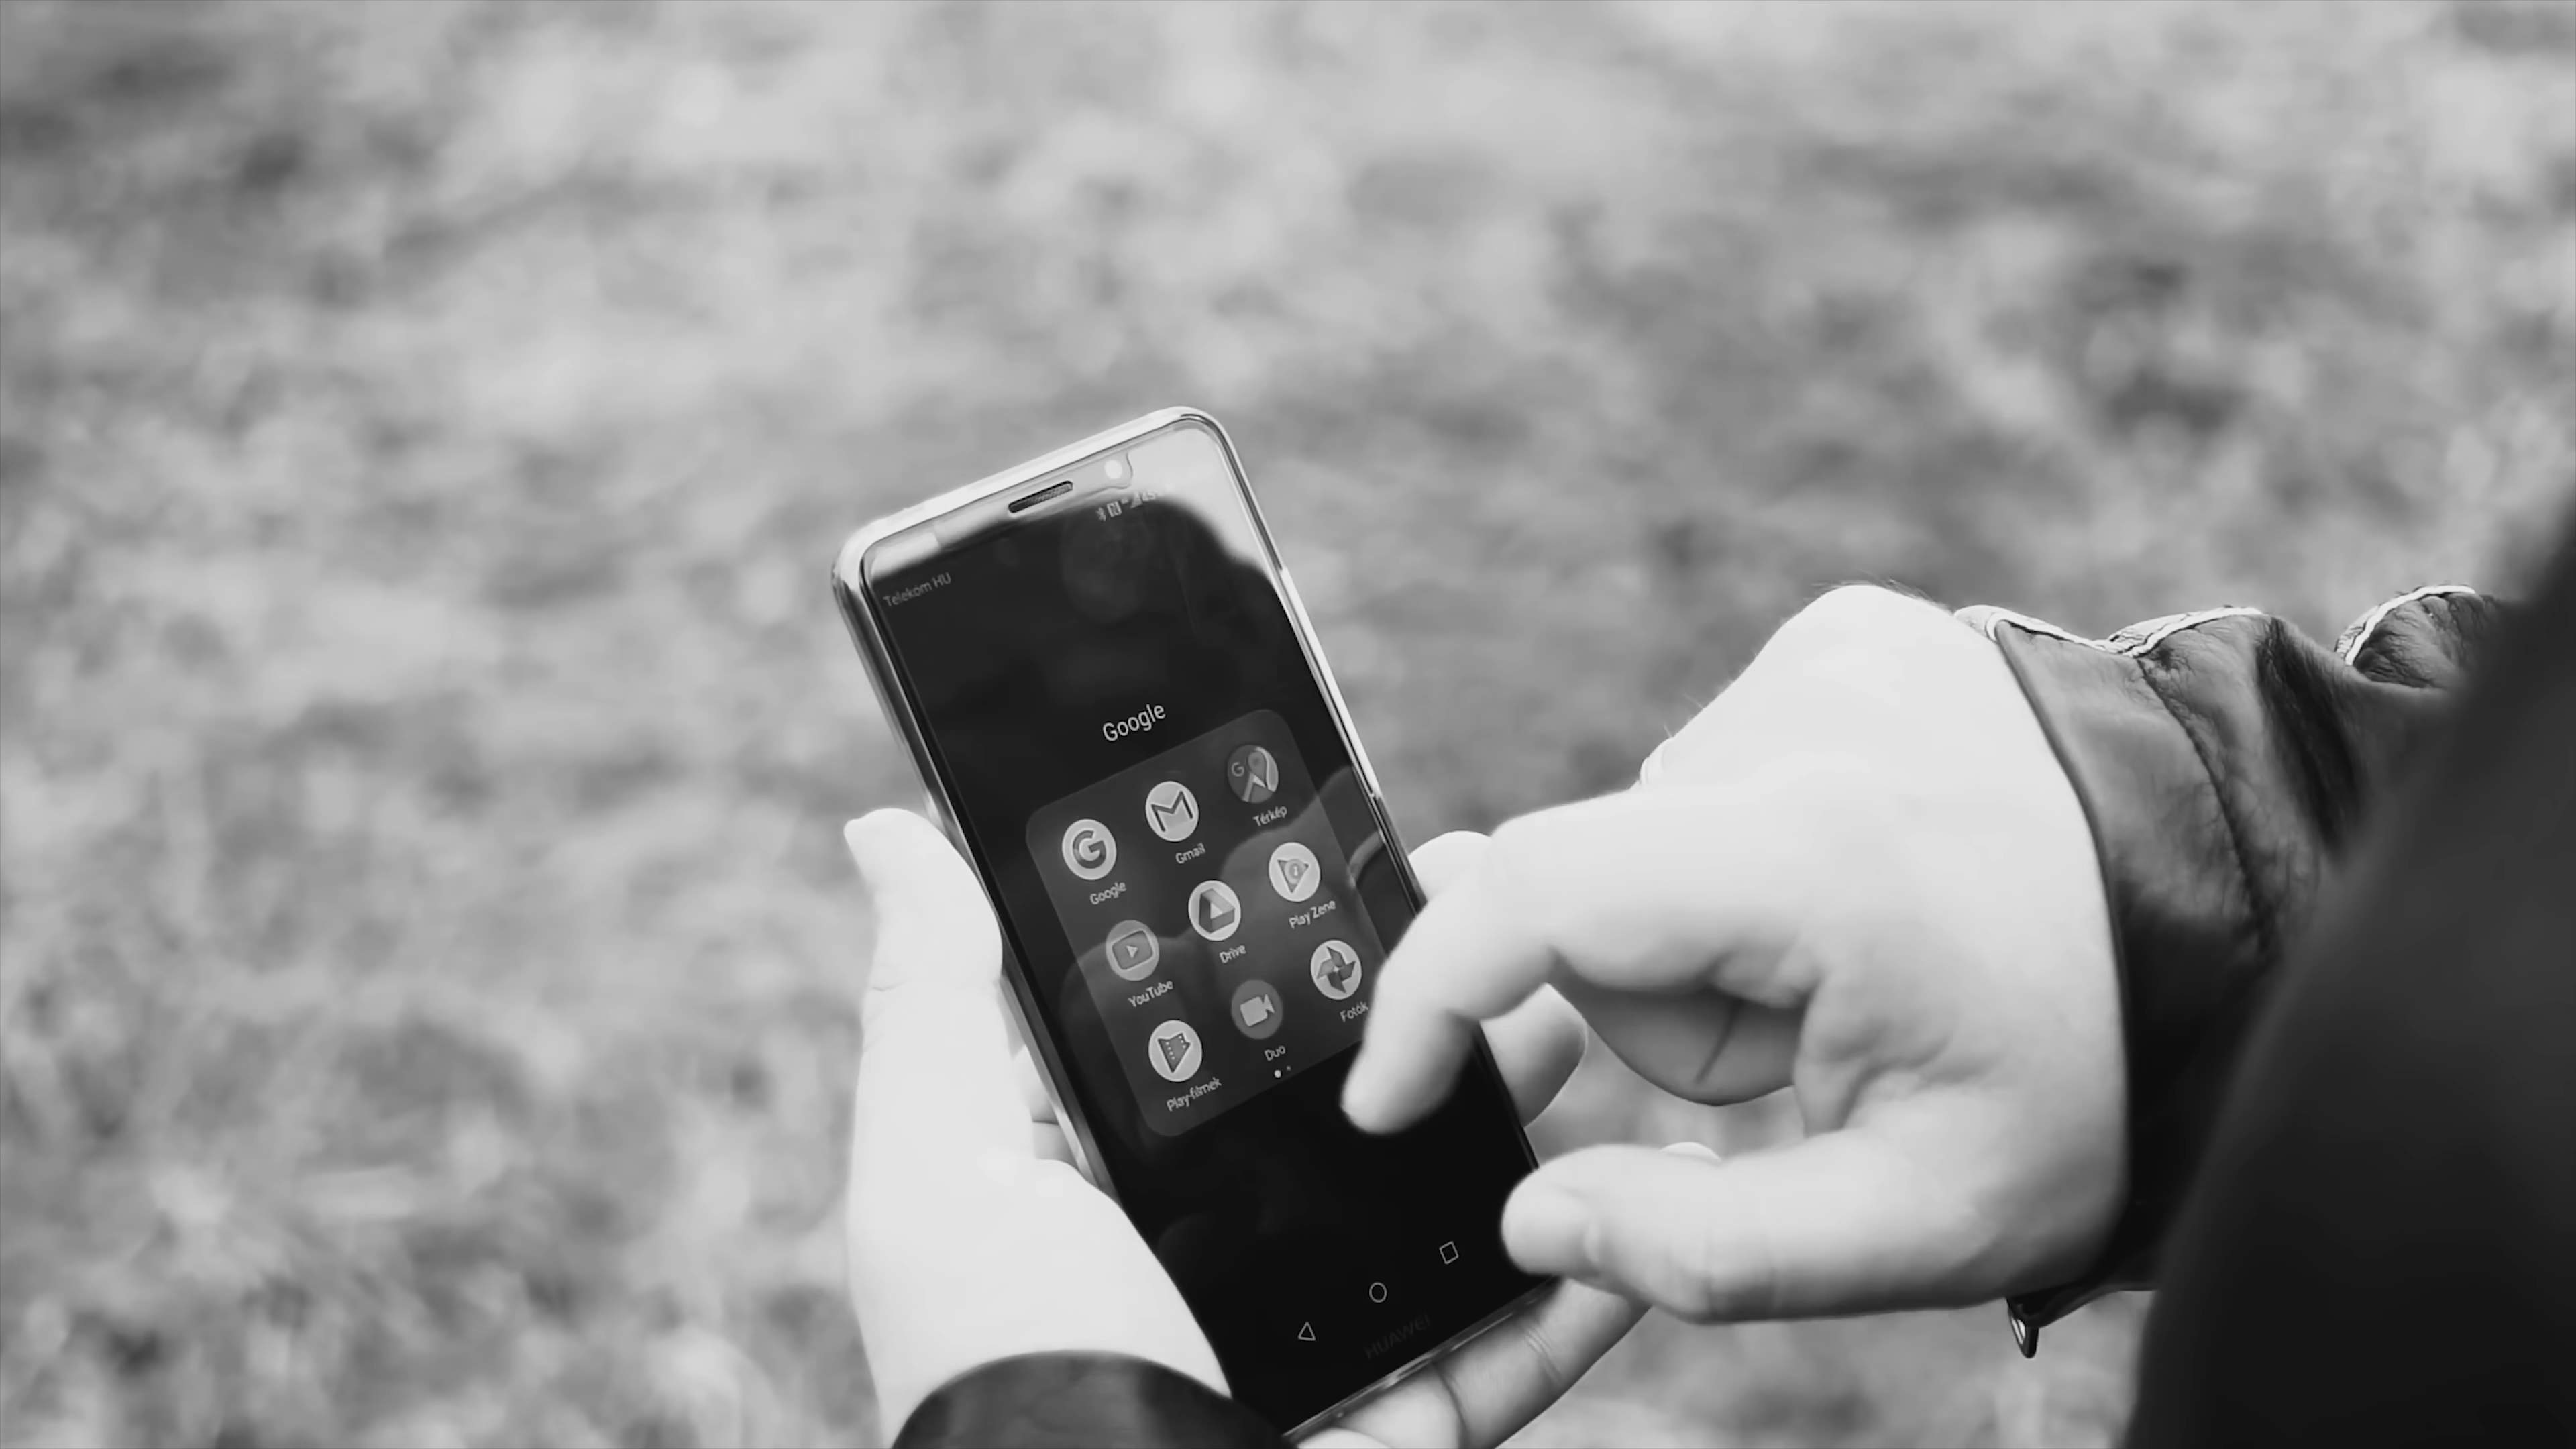 Telekom HU
Google
Google
Gmail
Térkép
YouTube
Drive
Play Zene
Play-filmek
Duo
Fotók
HUAWEI